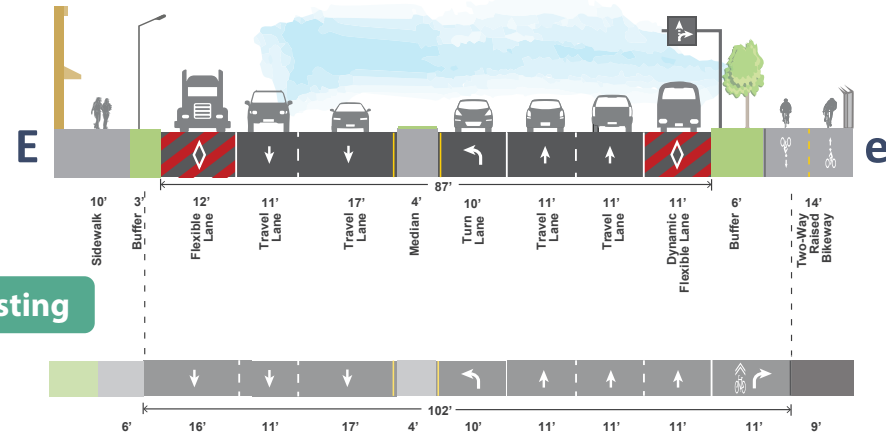 E
e
87’
10’ 3’ 12’ 11’ 17’ 4’ 10’ 11’ 11’ 11’ 6’ 14’
Sidewalk
Buffer
Flexible
Lane
Travel
Lane
Travel
Lane
Median
Turn
Lane
Travel
Lane
Travel
Lane
Dynamic
Flexible Lane
Buffer
Two-Way
Raised
Bikeway
sting
102’
6’ 16’ 11’ 17’ 4’ 10’ 11’ 11’ 11’ 11’ 9’